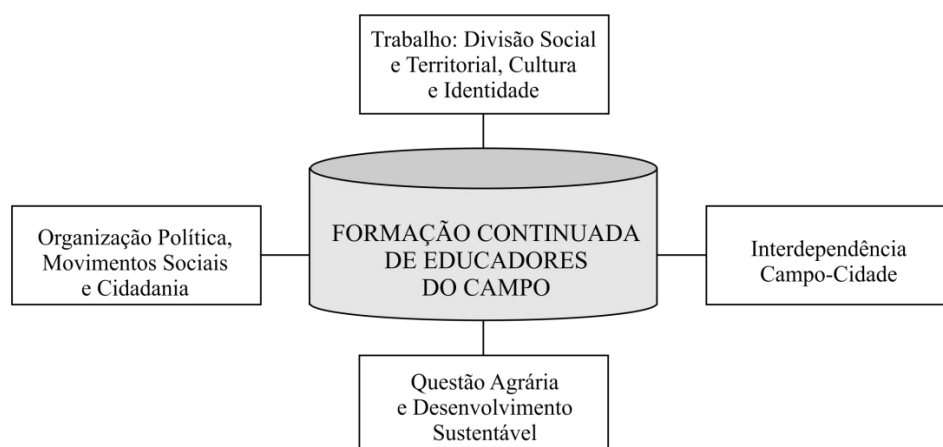 Trabalho: Divisão Social
e Territorial, Cultura
e Identidade
Organização Política,
Movimentos Sociais
e Cidadania
FORMAÇÃO CONTINUADA
DE EDUCADORES
DO CAMPO
Interdependência
Campo-Cidade
Questão Agrária
e Desenvolvimento
Sustentável